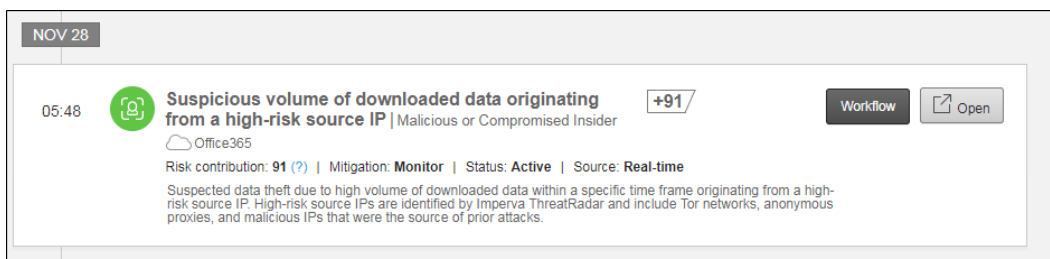 NOV 28
05:48
Suspicious volume of downloaded data originating
from a high-risk source IP | Malicious or Compromised Insider
+91
Workflow
Open
Office365
Risk contribution: 91 (?) | Mitigation: Monitor | Status: Active | Source: Real-time
Suspected data theft due to high volume of downloaded data within a specific time frame originating from a high-
risk source IP. High-risk source IPs are identified by Imperva ThreatRadar and include Tor networks, anonymous
proxies, and malicious IPs that were the source of prior attacks.